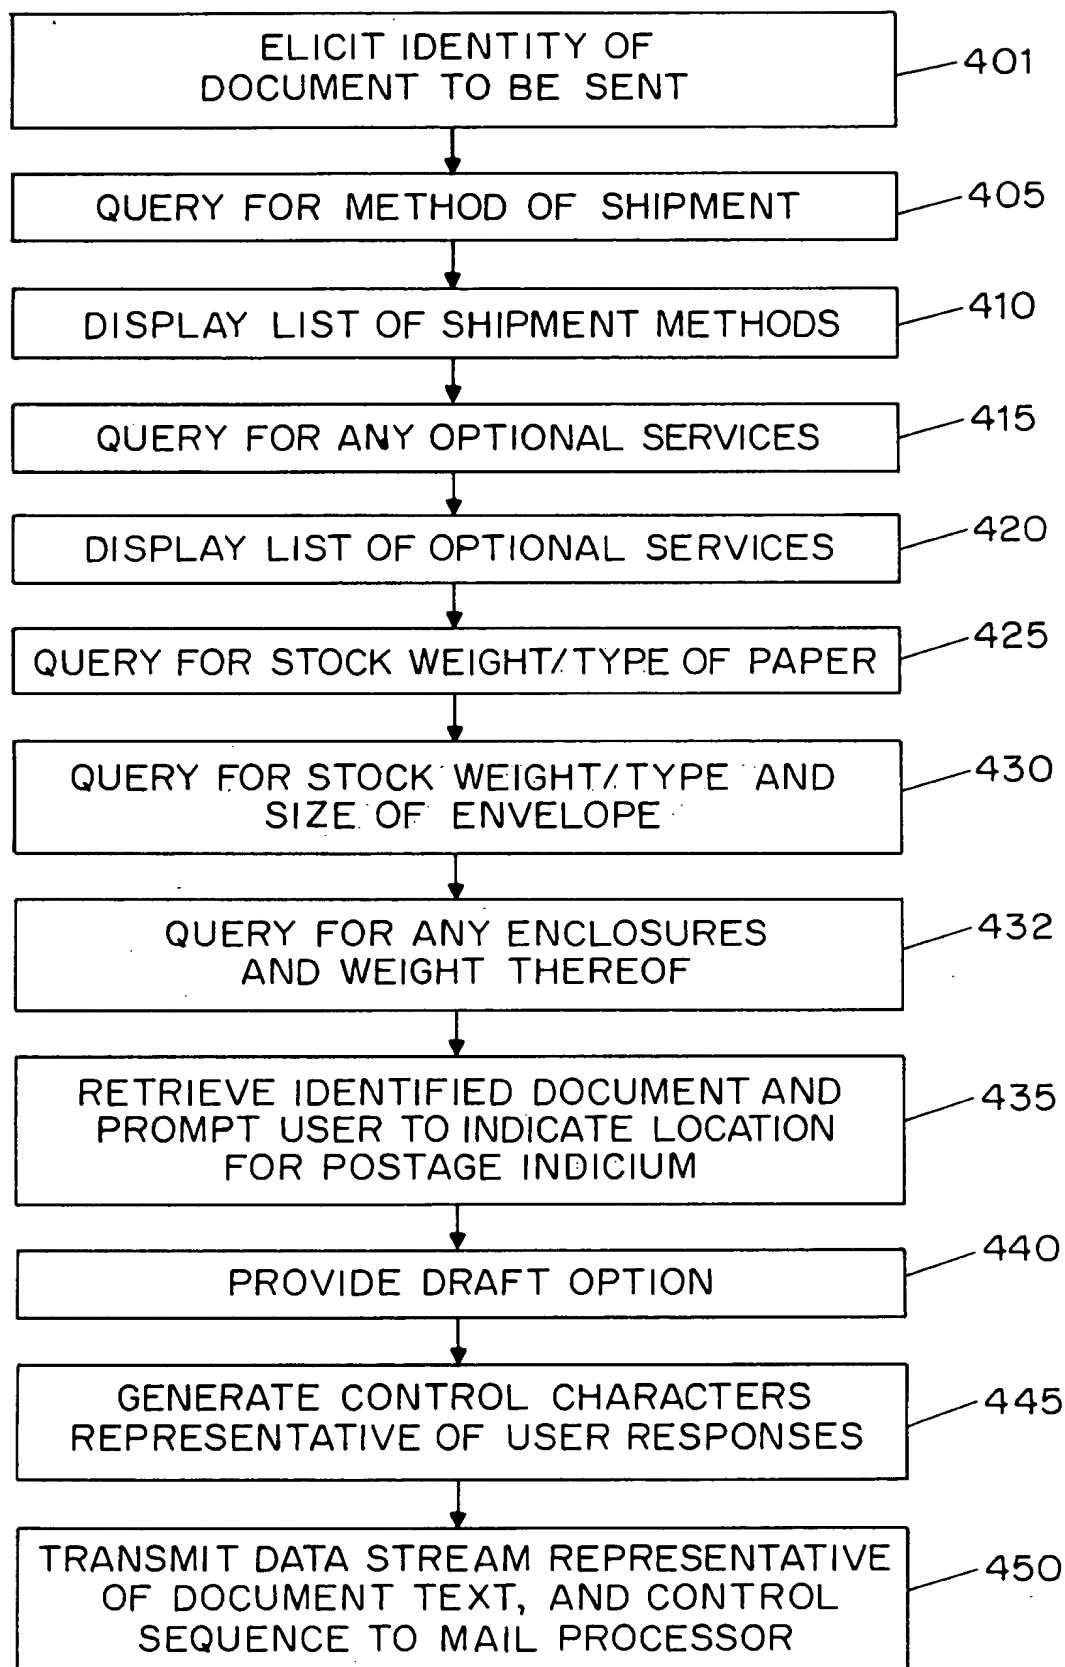 ELICIT IDENTITY OF
DOCUMENT TO BE SENT
401
QUERY FOR METHOD OF SHIPMENT
405
DISPLAY LIST OF SHIPMENT METHODS
410
QUERY FOR ANY OPTIONAL SERVICES
415
DISPLAY LIST OF OPTIONAL SERVICES
420
QUERY FOR STOCK WEIGHT/TYPE OF PAPER
425
QUERY FOR STOCK WEIGHT/TYPE AND
SIZE OF ENVELOPE
430
QUERY FOR ANY ENCLOSURES
AND WEIGHT THEREOF
432
RETRIEVE IDENTIFIED DOCUMENT AND
PROMPT USER TO INDICATE LOCATION
FOR POSTAGE INDICIUM
435
PROVIDE DRAFT OPTION
440
GENERATE CONTROL CHARACTERS
REPRESENTATIVE OF USER RESPONSES
445
TRANSMIT DATA STREAM REPRESENTATIVE
OF DOCUMENT TEXT, AND CONTROL
SEQUENCE TO MAIL PROCESSOR
450